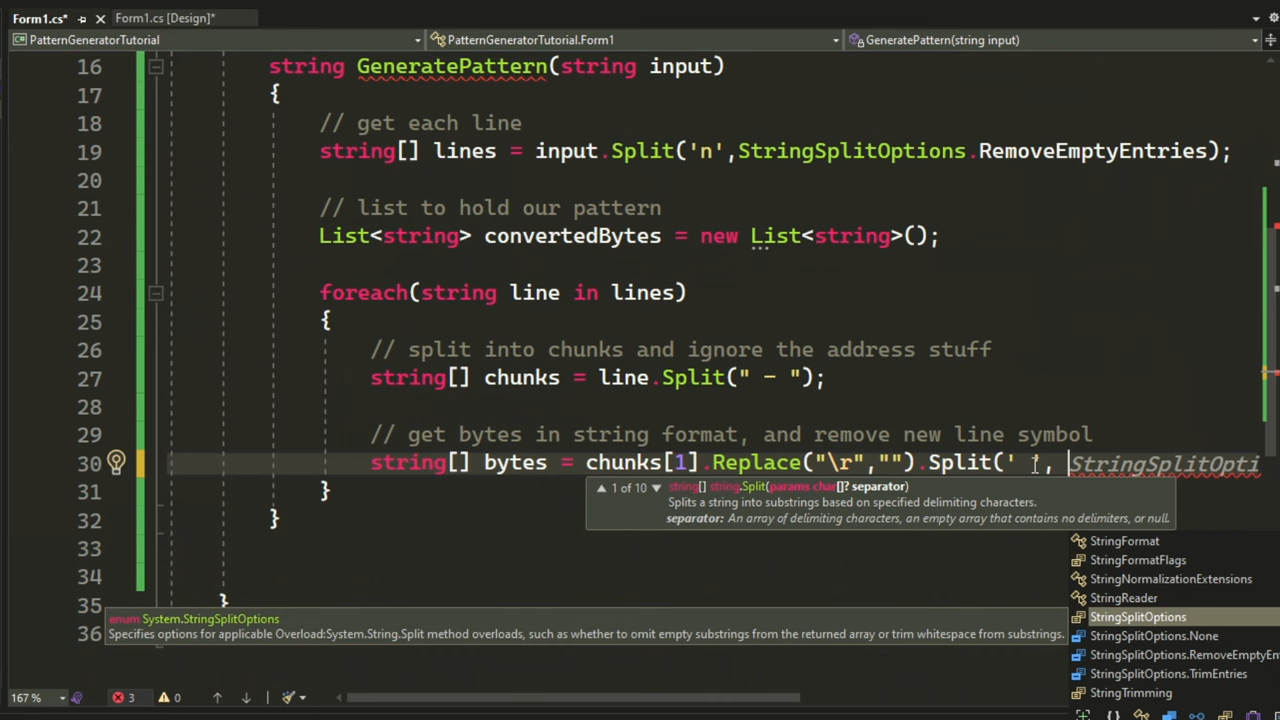 Form1.cs*
Form1.cs [Design]*
PatternGeneratorTutorial
PatternGeneratorTutorial.Form1
GeneratePattern(string input)
16 string GeneratePattern(string input)
17 {
18 // get each line
19 string[] lines = input.Split('n',StringSplitOptions.RemoveEmptyEntries);
20
21 // list to hold our pattern
22 List<string> convertedBytes = new List<string>();
23
24 foreach(string line in lines)
25 {
26 // split into chunks and ignore the address stuff
27 string[] chunks = line.Split(" - ");
28
29 // get bytes in string format, and remove new line symbol
30 string[] bytes = chunks[1].Replace("\r","").Split(' ', StringSplitOpti
31 }
▲ 1 of 10 ▼ string[] string.Split(params char[]? separator)
Splits a string into substrings based on specified delimiting characters.
separator: An array of delimiting characters, an empty array that contains no delimiters, or null.
32 }
33
34
35 }
36
StringFormat
StringFormatFlags
StringNormalizationExtensions
StringReader
StringSplitOptions
StringSplitOptions.None
StringSplitOptions.RemoveEmptyEn
StringSplitOptions.TrimEntries
StringTrimming
enum System.StringSplitOptions
Specifies options for applicable Overload:System.String.Split method overloads, such as whether to omit empty substrings from the returned array or trim whitespace from substrings.
167 %
3
0